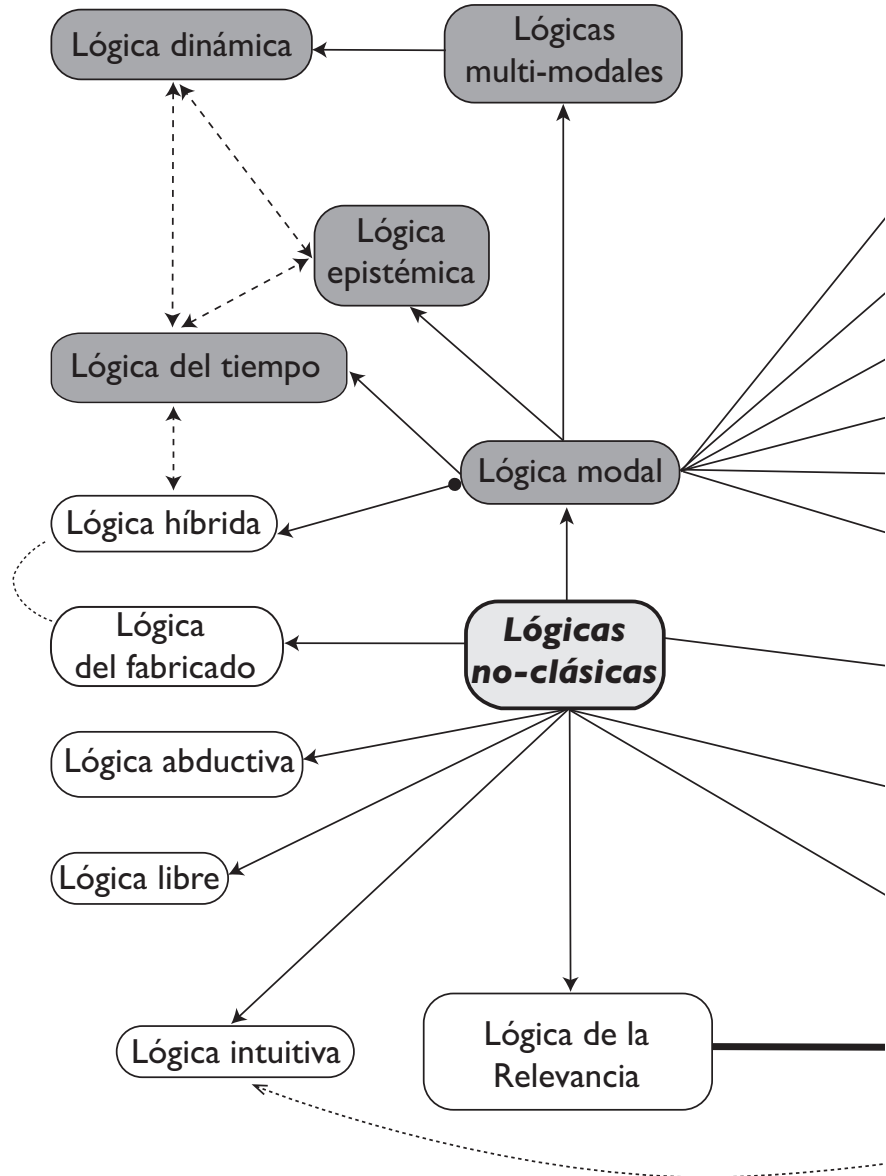 Lógica dinámica
Lógicas
multi-modales
Lógica
epistémica
Lógica del tiempo
Lógica modal
Lógica híbrida
Lógica
del fabricado
Lógicas
no-clásicas
Lógica abductiva
Lógica libre
Lógica intuitiva
Lógica de la
Relevancia